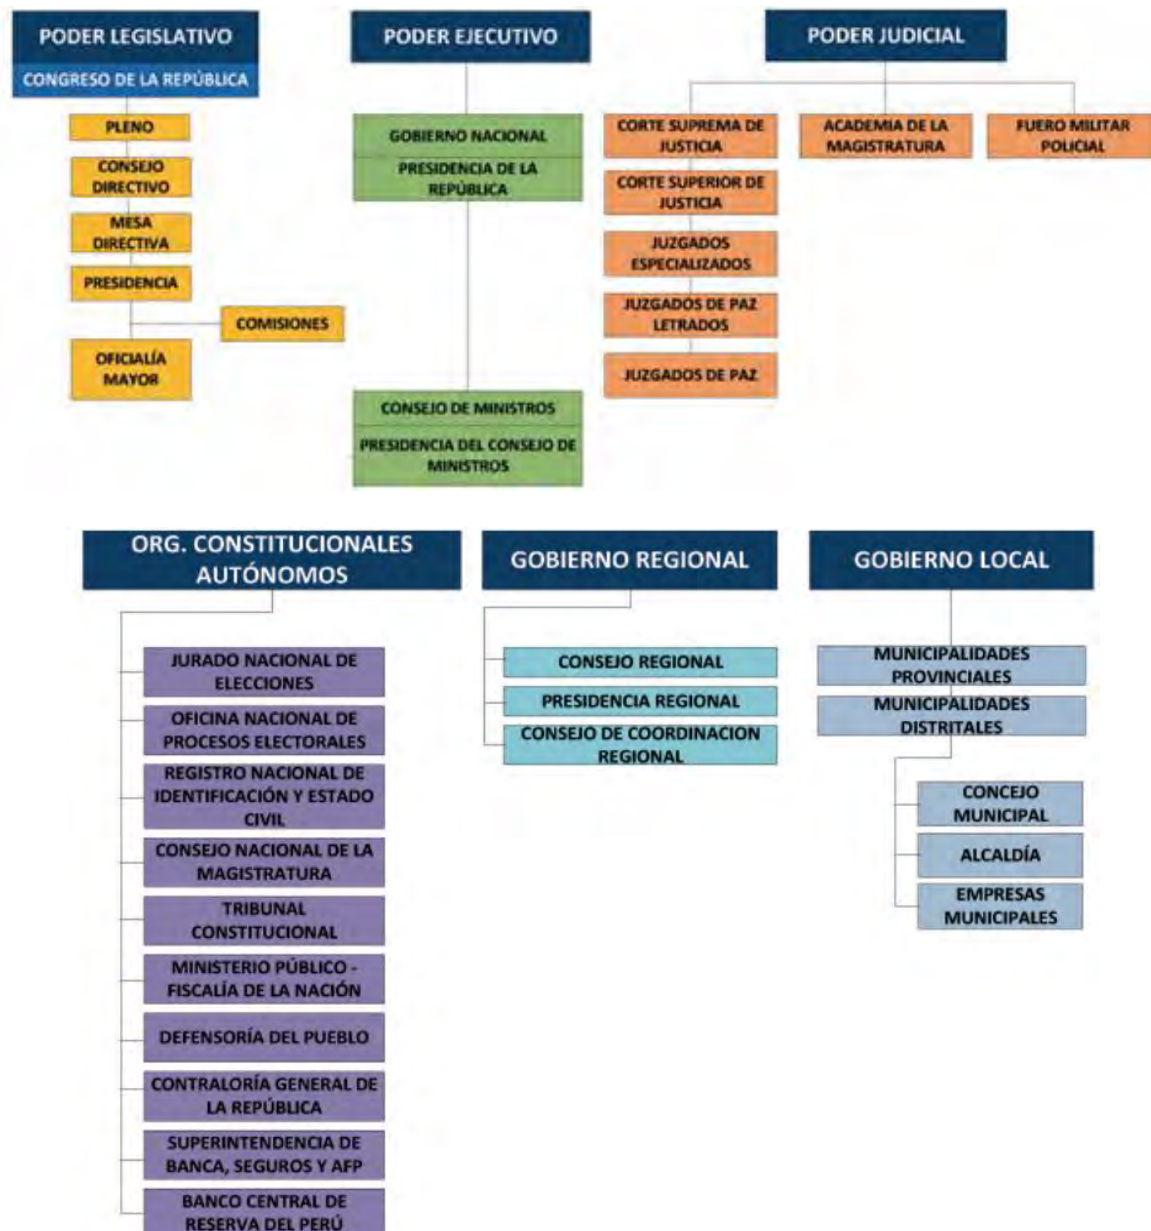 PODER LEGISLATIVO
CONGRESO DE LA REPÚBLICA
PLENO
CONSEJO
DIRECTIVO
MESA
DIRECTIVA
PRESIDENCIA
COMISIONES
OFICIALÍA
MAYOR
PODER EJECUTIVO
GOBIERNO NACIONAL
PRESIDENCIA DE LA
REPÚBLICA
CONSEJO DE MINISTROS
PRESIDENCIA DEL CONSEJO DE
MINISTROS
PODER JUDICIAL
CORTE SUPREMA DE
JUSTICIA
CORTE SUPERIOR DE
JUSTICIA
JUZGADOS
ESPECIALIZADOS
JUZGADOS DE PAZ
LETRADOS
JUZGADOS DE PAZ
ACADEMIA DE LA
MAGISTRATURA
FUERO MILITAR
POLICIAL
ORG. CONSTITUCIONALES
AUTÓNOMOS
JURADO NACIONAL DE
ELECCIONES
OFICINA NACIONAL DE
PROCESOS ELECTORALES
REGISTRO NACIONAL DE
IDENTIFICACIÓN Y ESTADO
CIVIL
CONSEJO NACIONAL DE LA
MAGISTRATURA
TRIBUNAL
CONSTITUCIONAL
MINISTERIO PÚBLICO -
FISCALÍA DE LA NACIÓN
DEFENSORÍA DEL PUEBLO
CONTRALORÍA GENERAL DE
LA REPÚBLICA
SUPERINTENDENCIA DE
BANCA, SEGUROS Y AFP
BANCO CENTRAL DE
RESERVA DEL PERÚ
GOBIERNO REGIONAL
CONSEJO REGIONAL
PRESIDENCIA REGIONAL
CONSEJO DE COORDINACION
REGIONAL
GOBIERNO LOCAL
MUNICIPALIDADES
PROVINCIALES
MUNICIPALIDADES
DISTRITALES
CONCEJO
MUNICIPAL
ALCALDÍA
EMPRESAS
MUNICIPALES